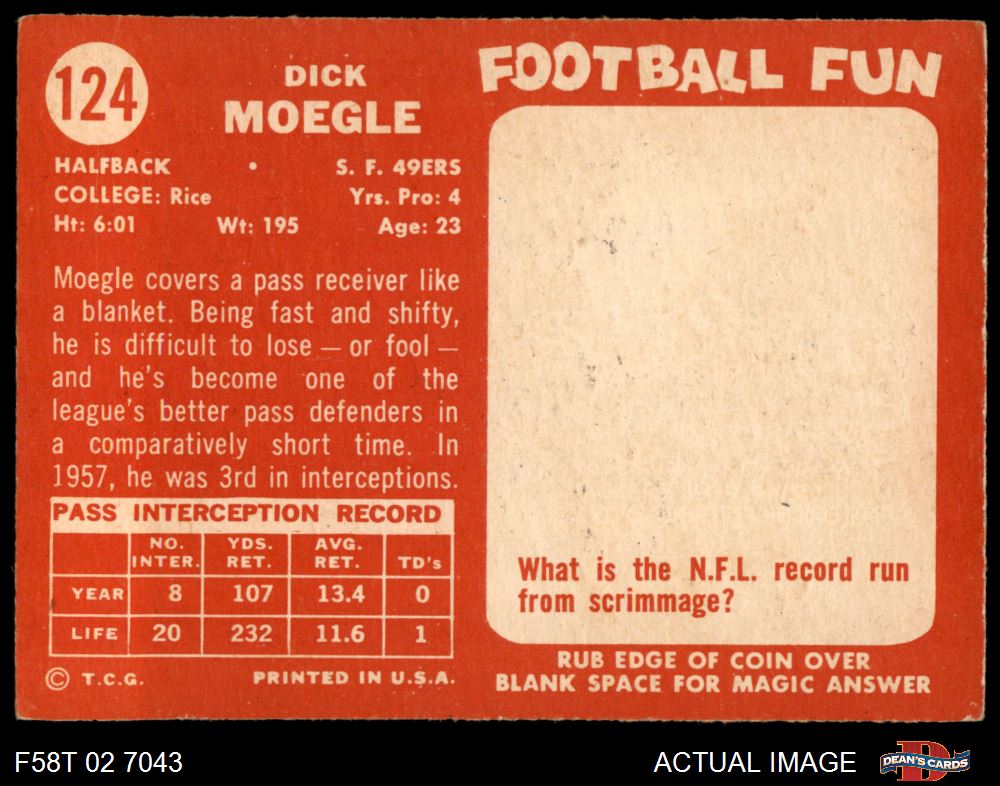 124
DICK
MOEGLE
HALFBACK • S. F. 49ERS
COLLEGE: Rice Yrs. Pro: 4
Ht: 6:01 Wt: 195 Age: 23
Moegle covers a pass receiver like
a blanket. Being fast and shifty,
he is difficult to lose — or fool —
and he's become one of the
league's better pass defenders in
a comparatively short time. In
1957, he was 3rd in interceptions.
PASS INTERCEPTION RECORD
NO. INTER. YDS. RET. AVG. RET. TD's
YEAR 8 107 13.4 0
LIFE 20 232 11.6 1
© T.C.G. PRINTED IN U.S.A.
FOOTBALL FUN
What is the N.F.L. record run
from scrimmage?
RUB EDGE OF COIN OVER
BLANK SPACE FOR MAGIC ANSWER
F58T 02 7043 ACTUAL IMAGE
D
DEAN'S CARDS